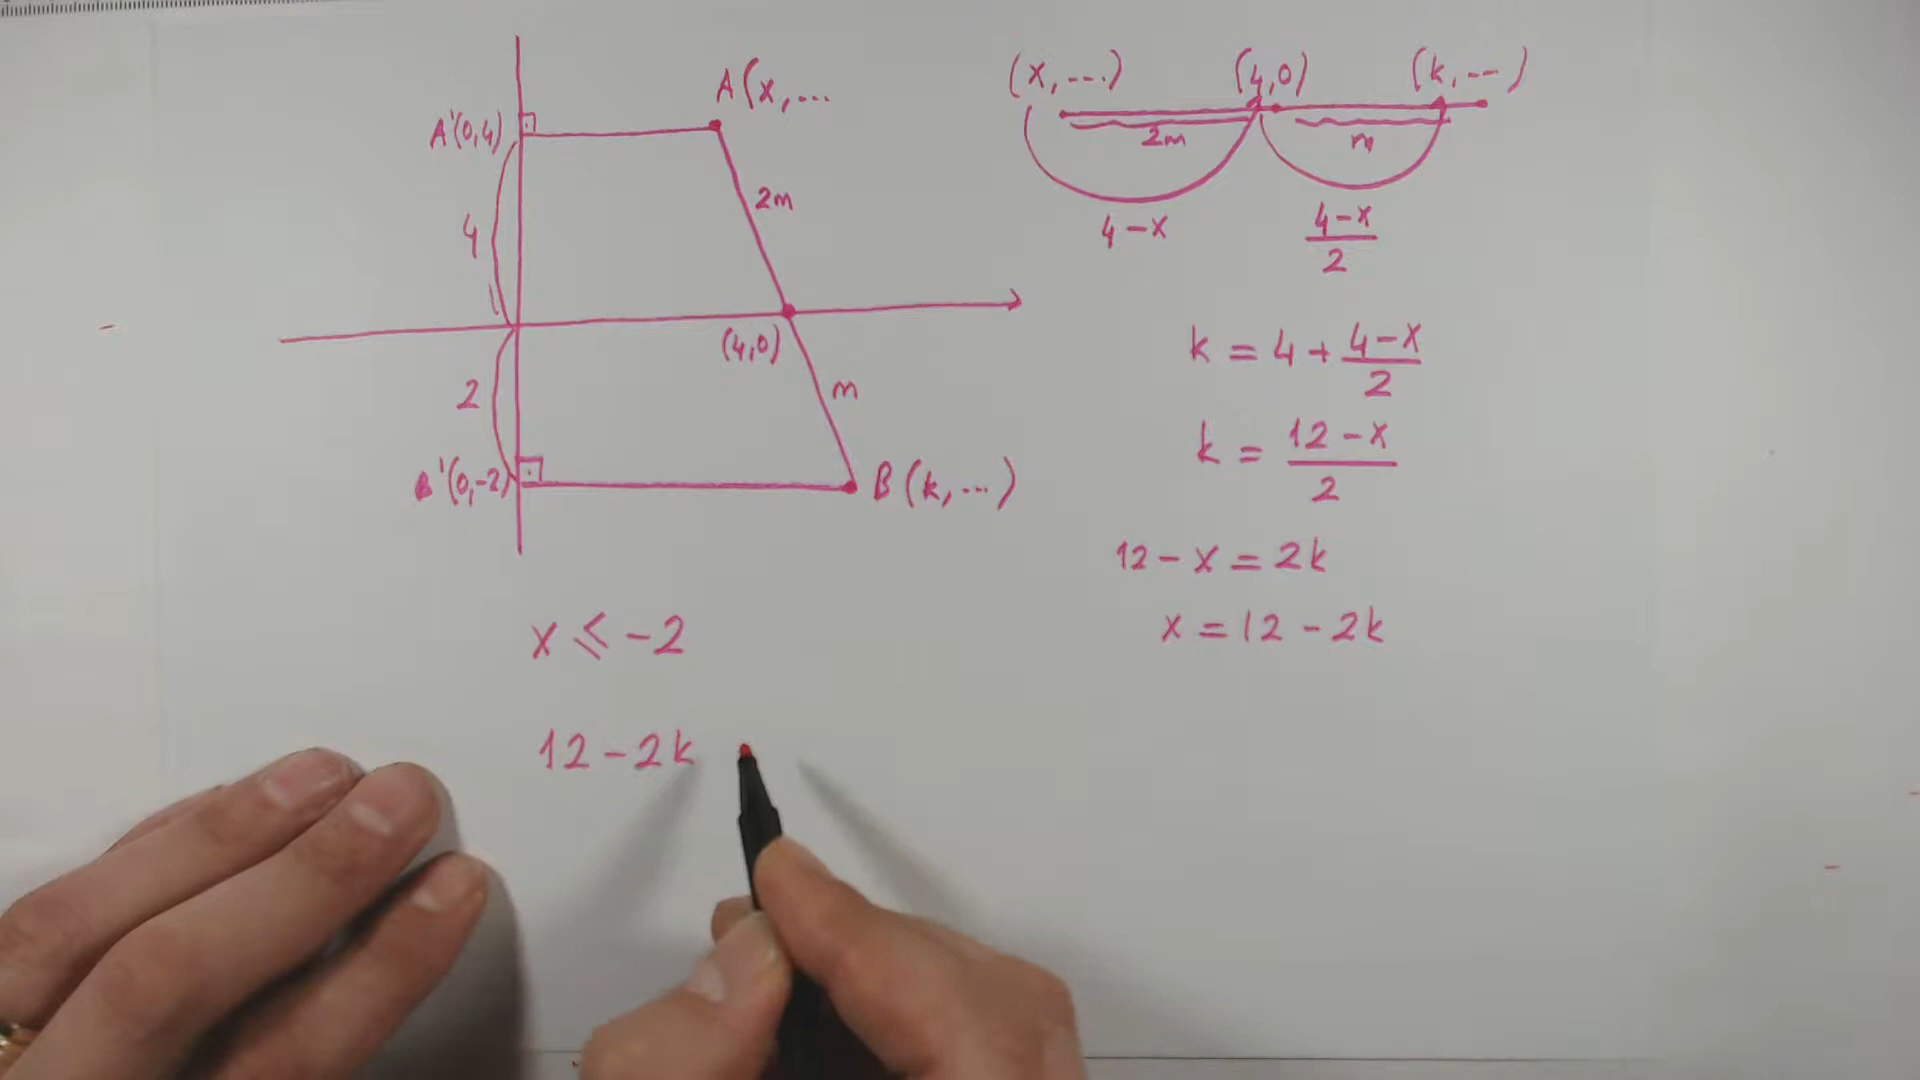 A(x,...
A'(0,4)
4
2m
(4,0)
2
m
B'(0,-2)
B(k,...)
(x,...) (4,0) (k,...)
2m m
4-x (4-x)/2
k = 4 + (4-x)/2
k = (12-x)/2
12 - x = 2k
x = 12 - 2k
x ⩽ -2
12 - 2k